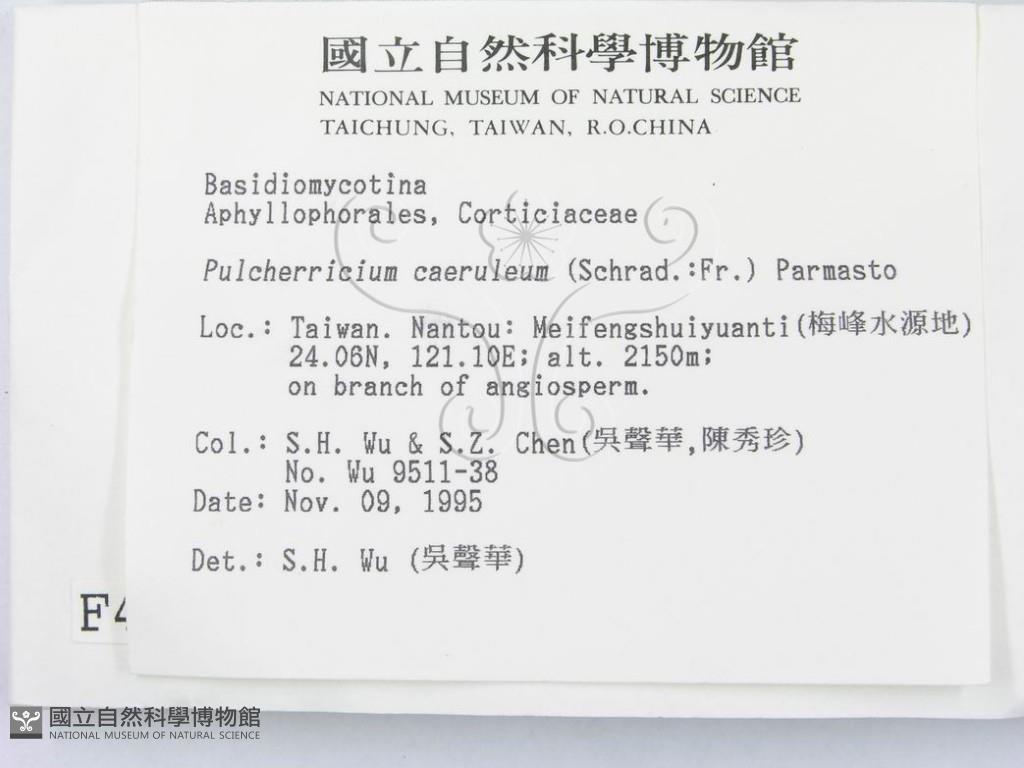 國立自然科學博物館
NATIONAL MUSEUM OF NATURAL SCIENCE
TAICHUNG, TAIWAN, R.O.CHINA
Basidiomycotina
Aphyllophorales, Corticiaceae
Pulcherricium caeruleum (Schrad.:Fr.) Parmasto
Loc.: Taiwan. Nantou: Meifengshuiyuanti(梅峰水源地)
24.06N, 121.10E; alt. 2150m;
on branch of angiosperm.
Col.: S.H. Wu & S.Z. Chen(吳聲華,陳秀珍)
No. Wu 9511-38
Date: Nov. 09, 1995
Det.: S.H. Wu (吳聲華)
F4
國立自然科學博物館
NATIONAL MUSEUM OF NATURAL SCIENCE